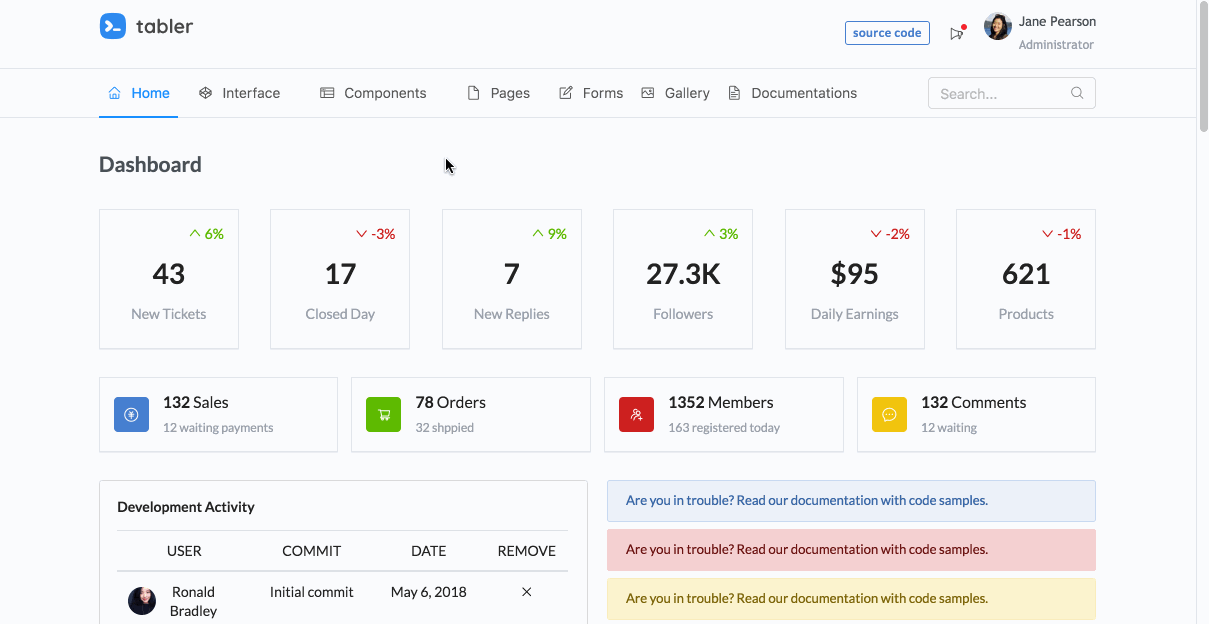 tabler
source code
Jane Pearson
Administrator
Home Interface Components Pages Forms Gallery Documentations
Search...
Dashboard
6%
43
New Tickets
-3%
17
Closed Day
9%
7
New Replies
3%
27.3K
Followers
-2%
$95
Daily Earnings
-1%
621
Products
132 Sales
12 waiting payments
78 Orders
32 shppied
1352 Members
163 registered today
132 Comments
12 waiting
Development Activity
USER COMMIT DATE REMOVE
Ronald Initial commit May 6, 2018
Bradley
Are you in trouble? Read our documentation with code samples.
Are you in trouble? Read our documentation with code samples.
Are you in trouble? Read our documentation with code samples.